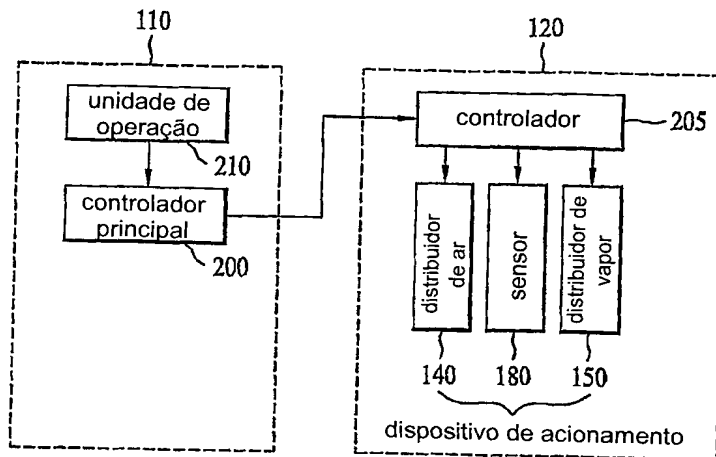 110
unidade de
operação
210
controlador
principal
200
120
controlador
205
distribuidor
de ar
sensor
distribuidor de
vapor
140
180
150
dispositivo de acionamento